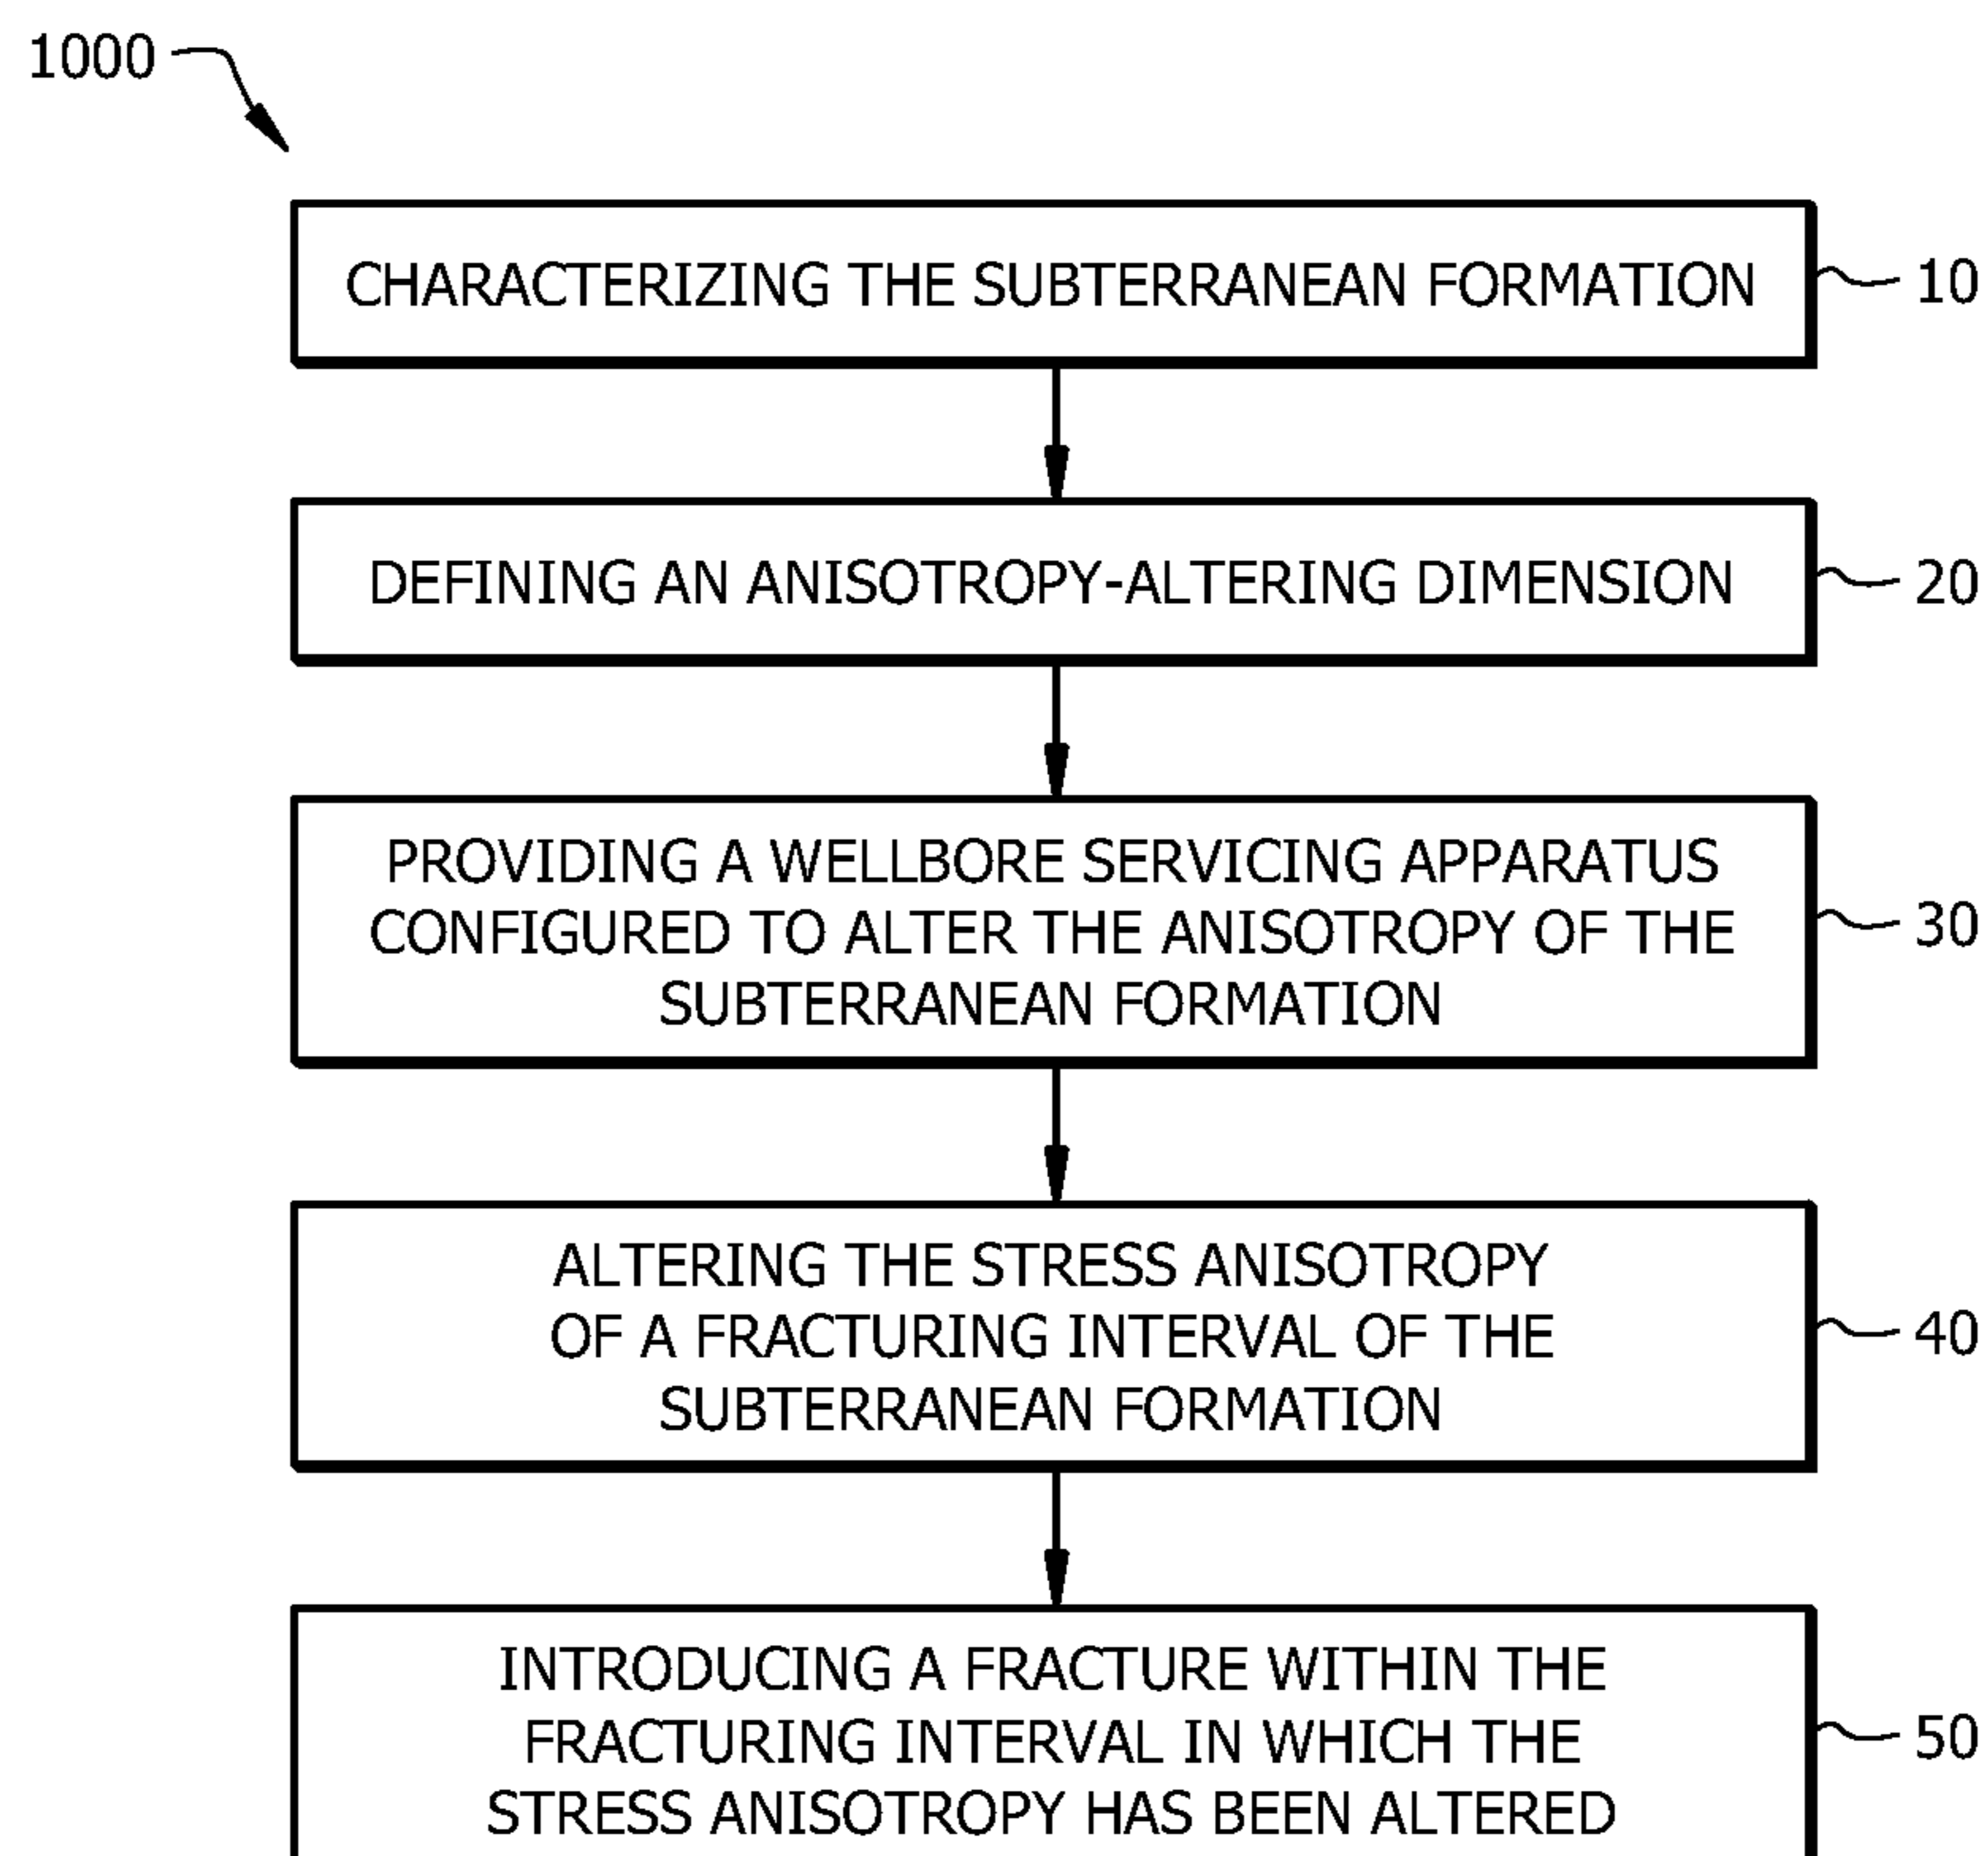 1000
CHARACTERIZING THE SUBTERRANEAN FORMATION
10
DEFINING AN ANISOTROPY-ALTERING DIMENSION
20
PROVIDING A WELLBORE SERVICING APPARATUS
CONFIGURED TO ALTER THE ANISOTROPY OF THE
SUBTERRANEAN FORMATION
30
ALTERING THE STRESS ANISOTROPY
OF A FRACTURING INTERVAL OF THE
SUBTERRANEAN FORMATION
40
INTRODUCING A FRACTURE WITHIN THE
FRACTURING INTERVAL IN WHICH THE
STRESS ANISOTROPY HAS BEEN ALTERED
50